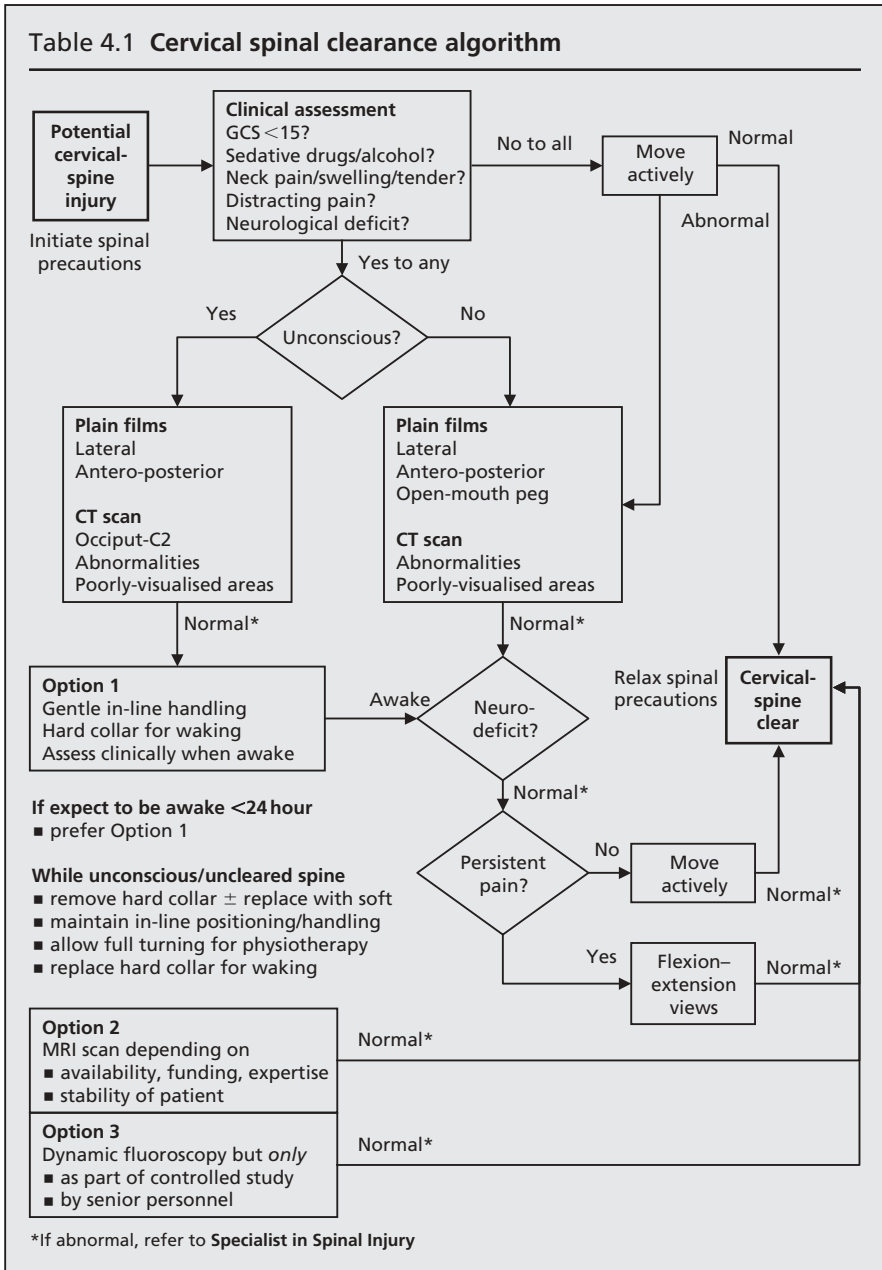 Table 4.1 Cervical spinal clearance algorithm
Potential
cervical-
spine
injury
Initiate spinal
precautions
Clinical assessment
GCS <15?
Sedative drugs/alcohol?
Neck pain/swelling/tender?
Distracting pain?
Neurological deficit?
No to all
Move
actively
Normal
Abnormal
Yes to any
Unconscious?
Yes
No
Plain films
Lateral
Antero-posterior
CT scan
Occiput-C2
Abnormalities
Poorly-visualised areas
Normal*
Plain films
Lateral
Antero-posterior
Open-mouth peg
CT scan
Abnormalities
Poorly-visualised areas
Normal*
Option 1
Gentle in-line handling
Hard collar for waking
Assess clinically when awake
Awake
Neuro-
deficit?
Relax spinal
precautions
Cervical-
spine
clear
Normal*
If expect to be awake <24 hour
■ prefer Option 1
While unconscious/uncleared spine
■ remove hard collar ± replace with soft
■ maintain in-line positioning/handling
■ allow full turning for physiotherapy
■ replace hard collar for waking
Persistent
pain?
No
Move
actively
Normal*
Yes
Flexion–
extension
views
Normal*
Option 2
MRI scan depending on
■ availability, funding, expertise
■ stability of patient
Normal*
Option 3
Dynamic fluoroscopy but only
■ as part of controlled study
■ by senior personnel
Normal*
*If abnormal, refer to Specialist in Spinal Injury